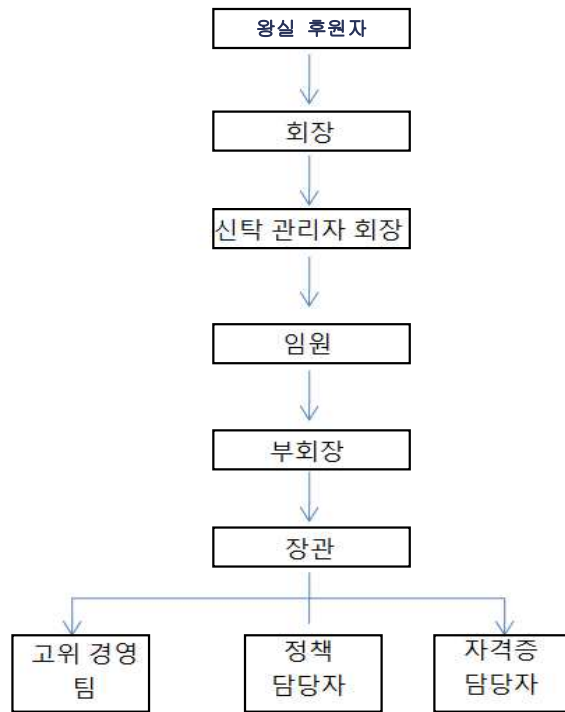 왕실 후원자
회장
신탁 관리자 회장
임원
부회장
장관
고위 경영
팀
정책
담당자
자격증
담당자